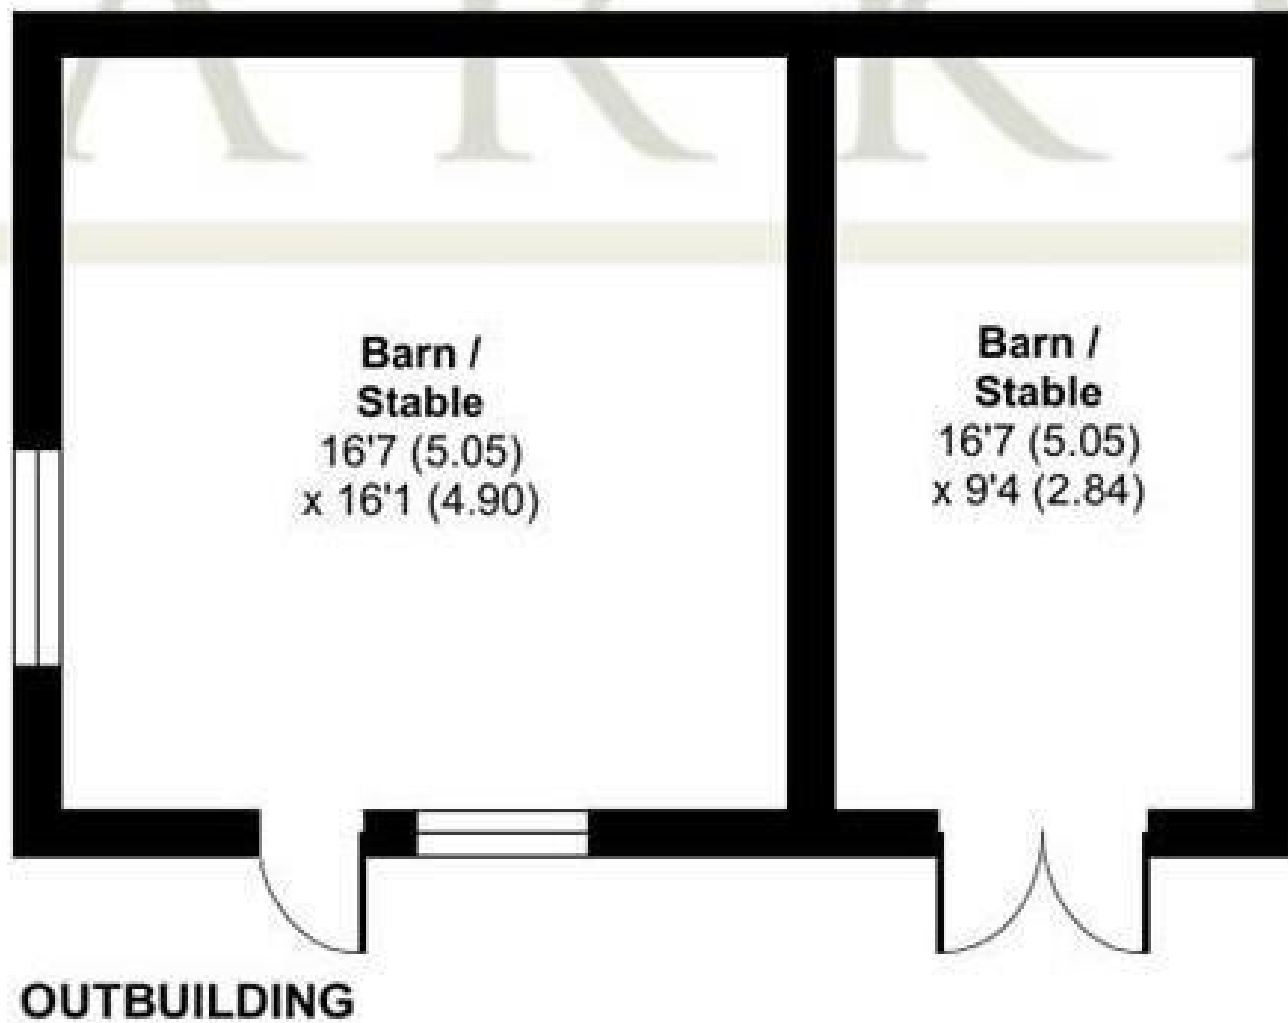 Barn /
Stable
16'7 (5.05)
x 16'1 (4.90)
Barn /
Stable
16'7 (5.05)
x 9'4 (2.84)
OUTBUILDING